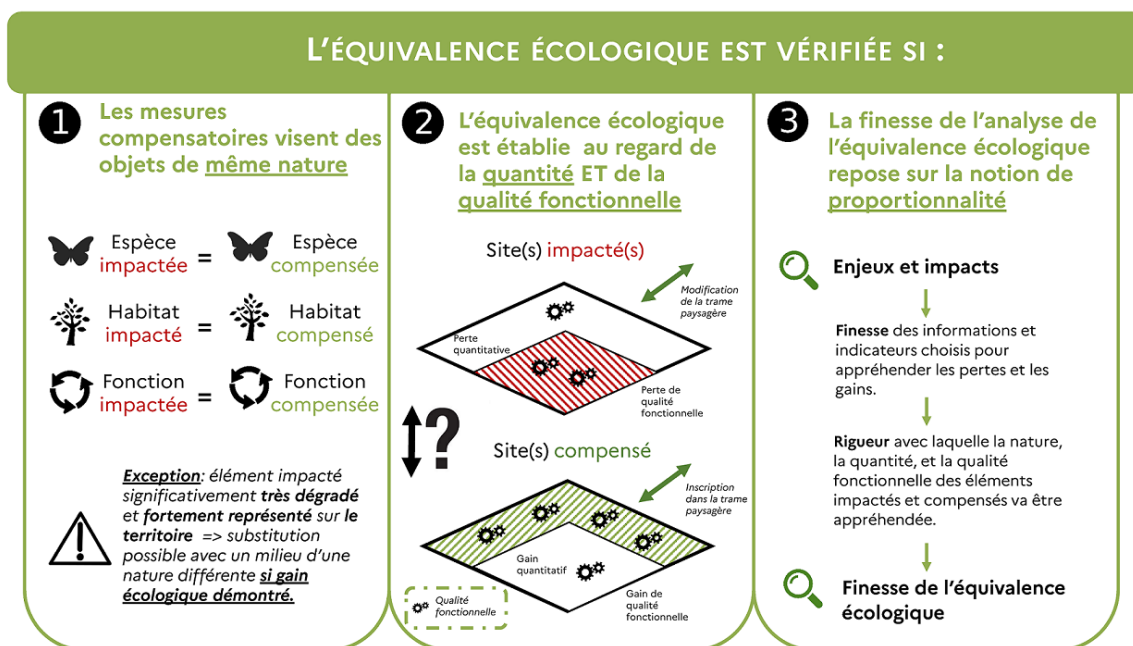 L'ÉQUIVALENCE ÉCOLOGIQUE EST VÉRIFIÉE SI :
1
Les mesures
compensatoires visent des
objets de même nature
Espèce
impactée
=
Espèce
compensée
Habitat
impacté
=
Habitat
compensé
Fonction
impactée
=
Fonction
compensée
Exception: élément impacté
significativement très dégradé
et fortement représenté sur le
territoire => substitution
possible avec un milieu d'une
nature différente si gain
écologique démontré.
2
L'équivalence écologique
est établie au regard de
la quantité ET de la
qualité fonctionnelle
Site(s) impacté(s)
Modification
de la trame
paysagère
Perte
quantitative
Perte de
qualité
fonctionnelle
?
Site(s) compensé
Inscription
dans la trame
paysagère
Gain
quantitatif
Gain de
qualité
fonctionnelle
Qualité
fonctionnelle
3
La finesse de l'analyse de
l'équivalence écologique
repose sur la notion de
proportionnalité
Enjeux et impacts
Finesse des informations et
indicateurs choisis pour
appréhender les pertes et les
gains.
Rigueur avec laquelle la nature,
la quantité, et la qualité
fonctionnelle des éléments
impactés et compensés va être
appréhendée.
Finesse de l'équivalence
écologique